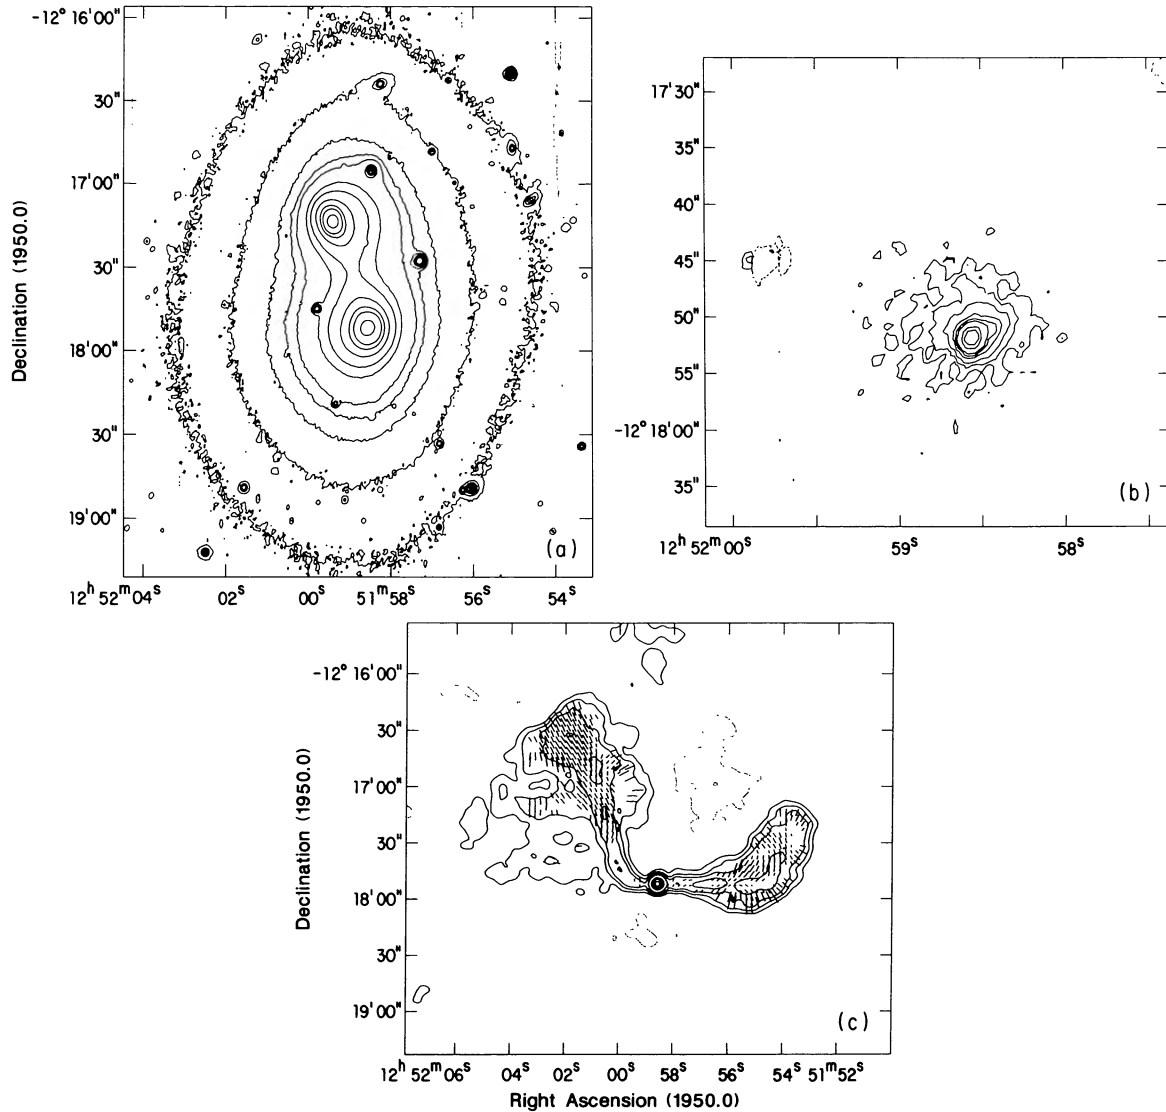 -12° 16'00"
30"
17'00"
30"
18'00"
30"
19'00"
Declination (1950.0)
(a)
12ʰ 52ᵐ 04ˢ 02ˢ 00ˢ 51ᵐ 58ˢ 56ˢ 54ˢ
17'30"
35"
40"
45"
50"
55"
-12° 18'00"
35"
(b)
12ʰ 52ᵐ 00ˢ 59ˢ 58ˢ
-12° 16'00"
30"
17'00"
30"
18'00"
30"
19'00"
Declination (1950.0)
(c)
12ʰ 52ᵐ 06ˢ 04ˢ 02ˢ 00ˢ 58ˢ 56ˢ 54ˢ 51ᵐ 52ˢ
Right Ascension (1950.0)